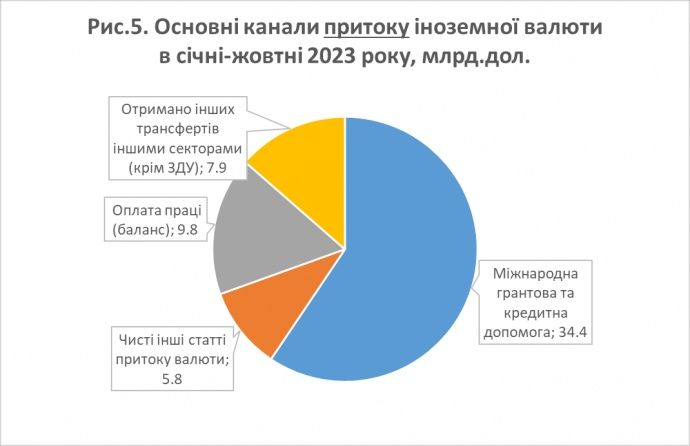 Рис.5. Основні канали притоку іноземної валюти
в січні-жовтні 2023 року, млрд.дол.
Отримано інших
трансфертів
іншими секторами
(крім ЗДУ); 7.9
Оплата праці
(баланс); 9.8
Міжнародна
грантова та
кредитна
допомога; 34.4
Чисті інші статті
притоку валюти;
5.8